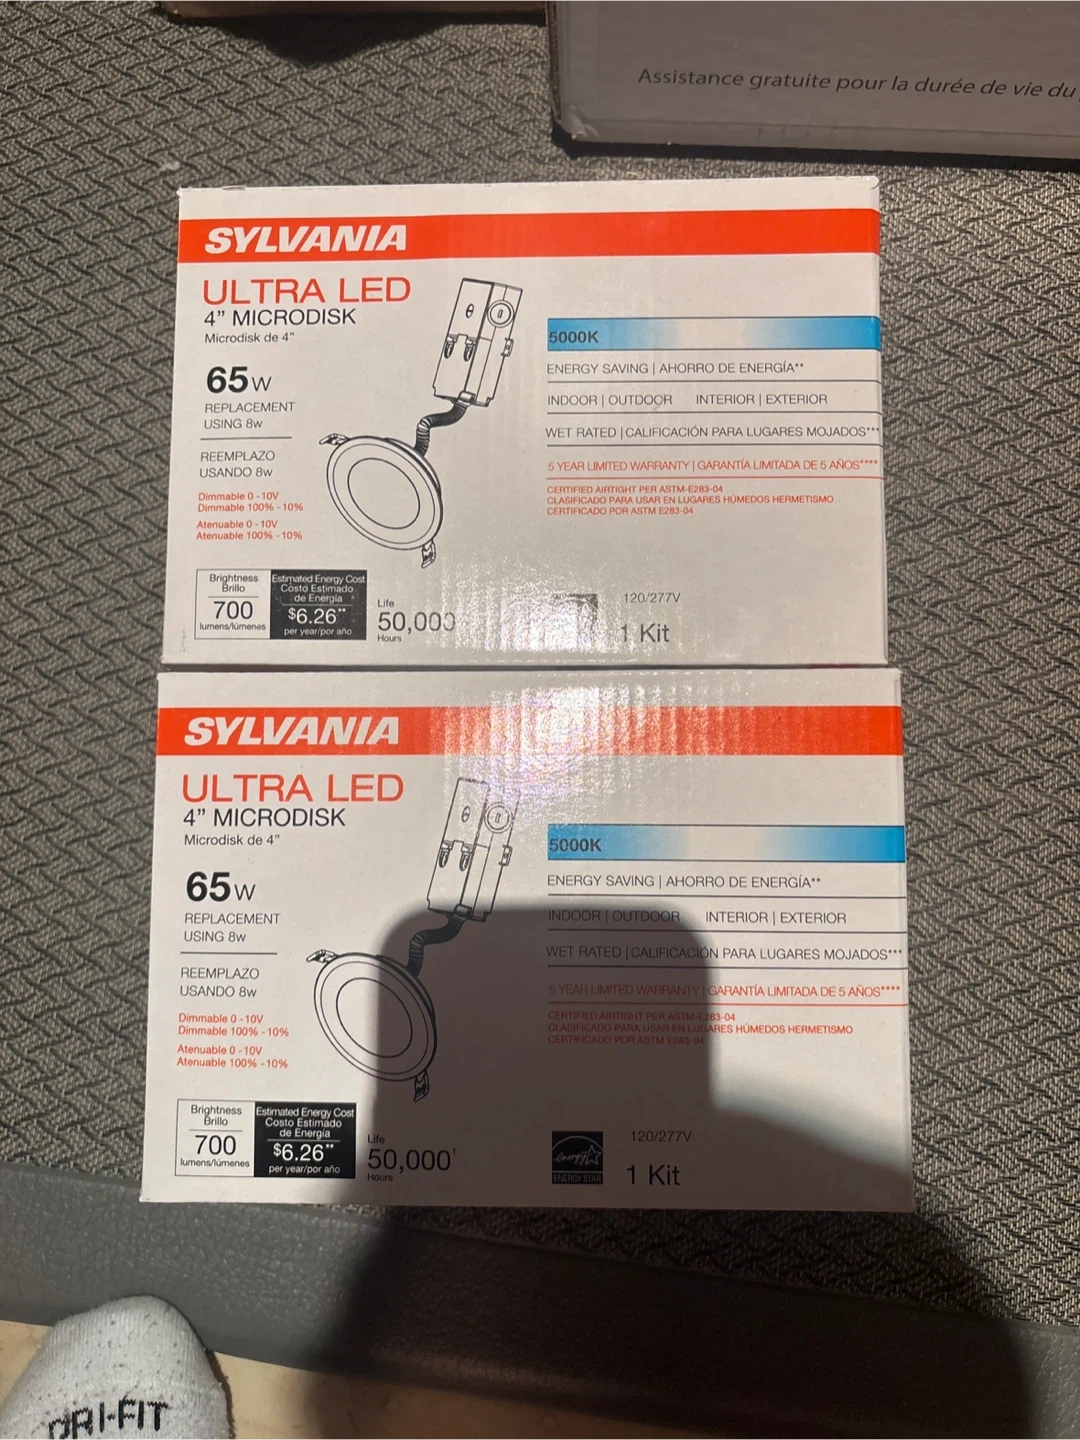 Assistance gratuite pour la durée de vie du
SYLVANIA
ULTRA LED
4" MICRODISK
Microdisk de 4"
65W
REPLACEMENT
USING 8w
REEMPLAZO
USANDO 8w
Dimmable 0 - 10V
Dimmable 100% - 10%
Atenuable 0 - 10V
Atenuable 100% - 10%
Brightness
Brillo
700
lumens/lúmenes
Estimated Energy Cost
Costo Estimado
de Energía
$6.26**
per year/por año
Life
50,000
Hours
5000K
ENERGY SAVING | AHORRO DE ENERGÍA**
INDOOR | OUTDOOR INTERIOR | EXTERIOR
WET RATED | CALIFICACIÓN PARA LUGARES MOJADOS***
5 YEAR LIMITED WARRANTY | GARANTÍA LIMITADA DE 5 AÑOS****
CERTIFIED AIRTIGHT PER ASTM-E283-04
CLASIFICADO PARA USAR EN LUGARES HÚMEDOS HERMETISMO
CERTIFICADO POR ASTM E283-04
120/277V
1 Kit
SYLVANIA
ULTRA LED
4" MICRODISK
Microdisk de 4"
65W
REPLACEMENT
USING 8w
REEMPLAZO
USANDO 8w
Dimmable 0 - 10V
Dimmable 100% - 10%
Atenuable 0 - 10V
Atenuable 100% - 10%
Brightness
Brillo
700
lumens/lúmenes
Estimated Energy Cost
Costo Estimado
de Energía
$6.26**
per year/por año
Life
50,000†
Hours
5000K
ENERGY SAVING | AHORRO DE ENERGÍA**
INDOOR | OUTDOOR INTERIOR | EXTERIOR
WET RATED | CALIFICACIÓN PARA LUGARES MOJADOS***
5 YEAR LIMITED WARRANTY | GARANTÍA LIMITADA DE 5 AÑOS****
CERTIFIED AIRTIGHT PER ASTM-E283-04
CLASIFICADO PARA USAR EN LUGARES HÚMEDOS HERMETISMO
CERTIFICADO POR ASTM E283-04
energy
ENERGY STAR
120/277V
1 Kit
DRI-FIT